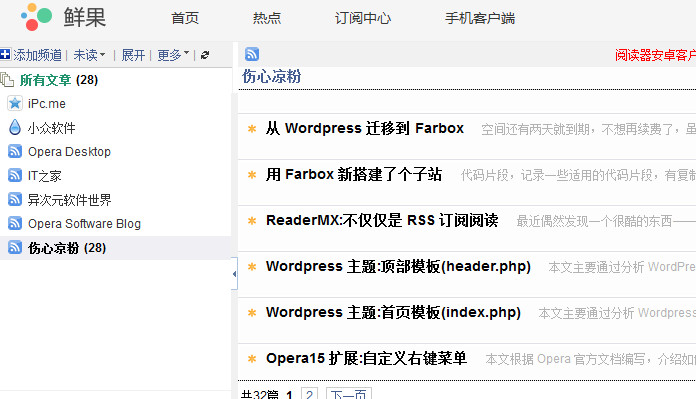 鲜果 首页 热点 订阅中心 手机客户端
添加频道 | 未读 | 展开 | 更多 |
所有文章 (28)
iPc.me
小众软件
Opera Desktop
IT之家
异次元软件世界
Opera Software Blog
伤心凉粉 (28)
阅读器安卓客户
伤心凉粉
从 Wordpress 迁移到 Farbox 空间还有两天就到期，不想再续费了，虽
用 Farbox 新搭建了个子站 代码片段，记录一些适用的代码片段，有复制
ReaderMX:不仅仅是 RSS 订阅阅读 最近偶然发现一个很酷的东西——
Wordpress 主题:顶部模板(header.php) 本文主要通过分析 WordPre
Wordpress 主题:首页模板(index.php) 本文主要通过分析 Wordpress
Opera15 扩展:自定义右键菜单 本文根据 Opera 官方文档编写，介绍如
共32篇 1 2 下一页